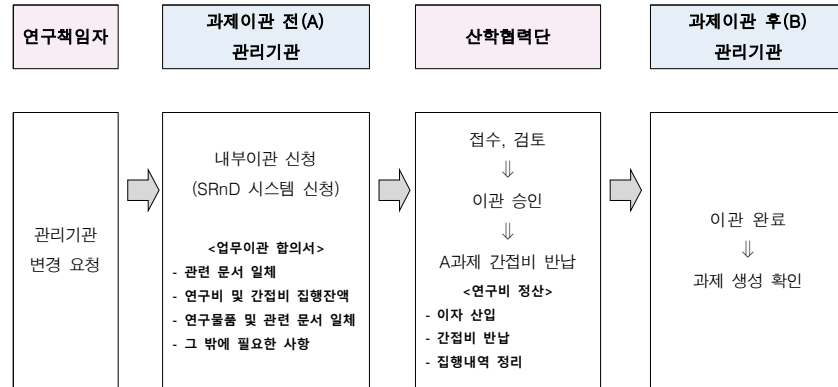 연구책임자
과제이관 전(A)
관리기관
산학협력단
과제이관 후(B)
관리기관
관리기관
변경 요청
내부이관 신청
(SRnD 시스템 신청)
<업무이관 합의서>
- 관련 문서 일체
- 연구비 및 간접비 집행잔액
- 연구물품 및 관련 문서 일체
- 그 밖에 필요한 사항
접수, 검토
⇓
이관 승인
⇓
A과제 간접비 반납
<연구비 정산>
- 이자 산입
- 간접비 반납
- 집행내역 정리
이관 완료
⇓
과제 생성 확인